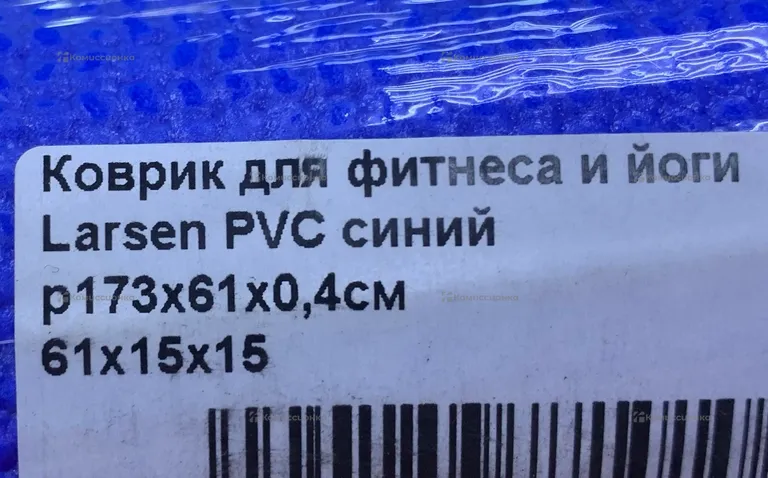 Коврик для фитнеса и йоги
Larsen PVC синий
р173х61х0,4см
61х15х15